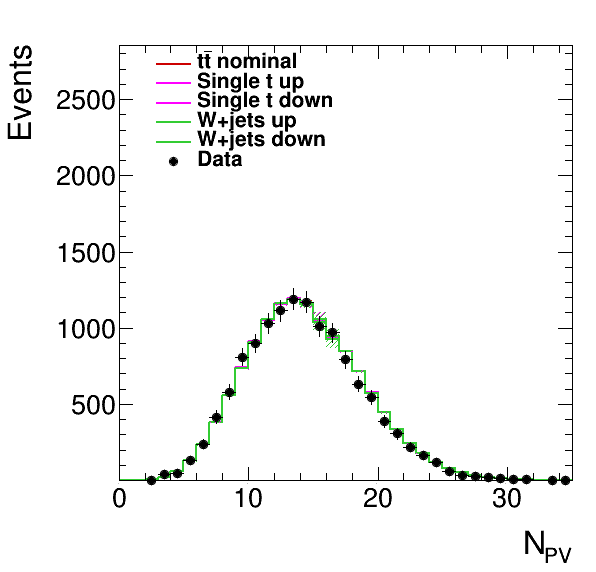 Events
tt̄ nominal
Single t up
Single t down
W+jets up
W+jets down
Data
2500
2000
1500
1000
500
0 10 20 30
N_PV